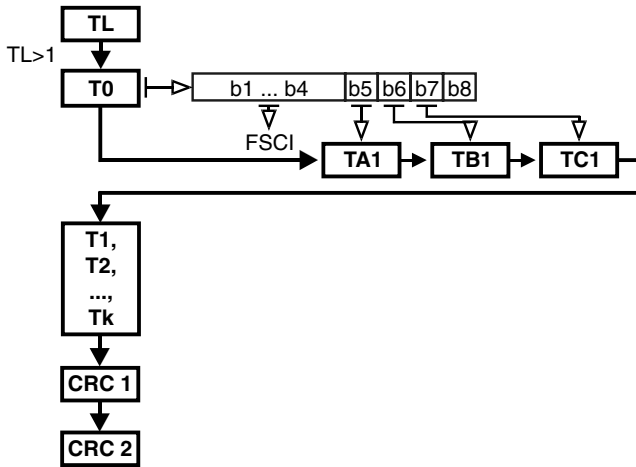 TL
TL>1
T0
b1 ... b4 b5 b6 b7 b8
FSCI
TA1 TB1 TC1
T1,
T2,
...,
Tk
CRC 1
CRC 2